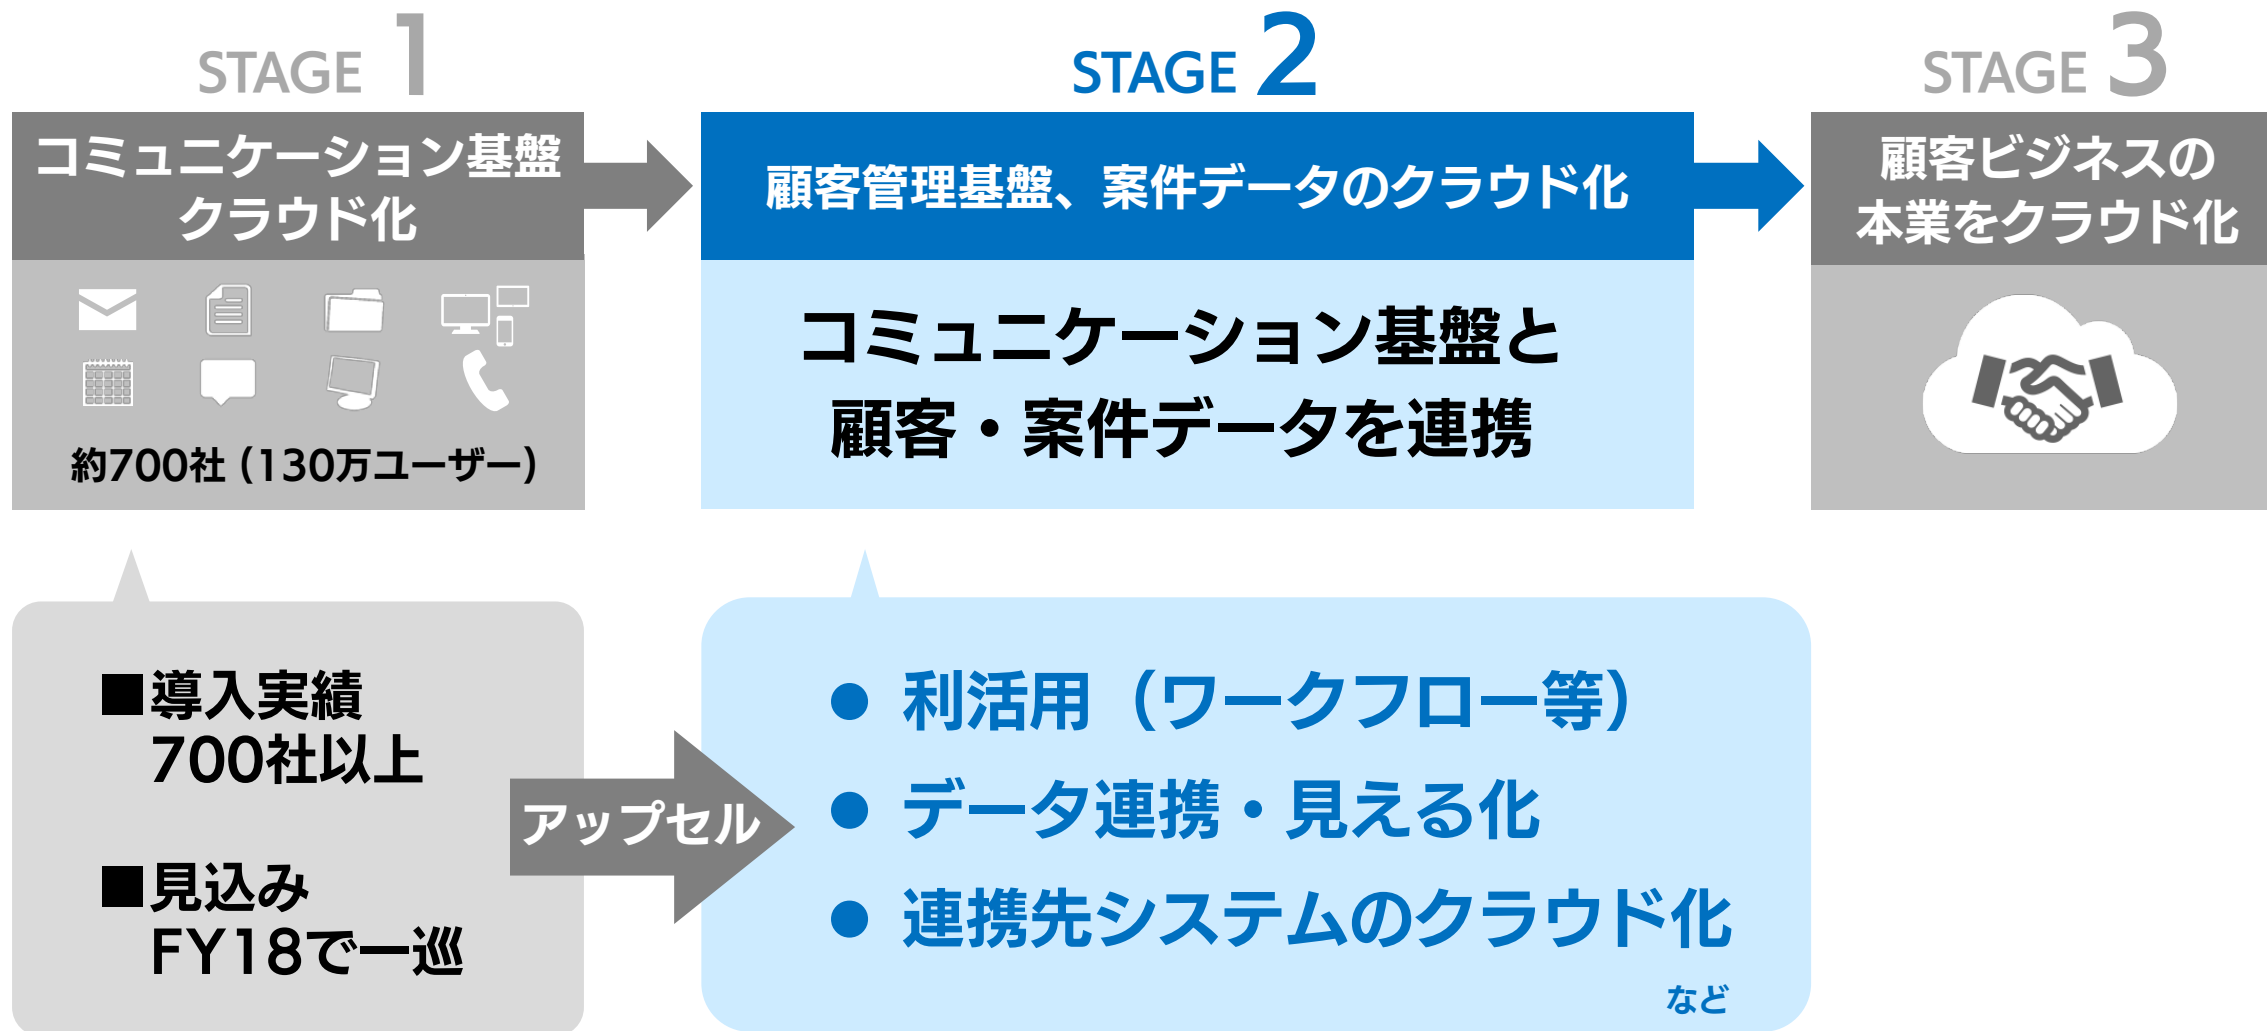 STAGE 1
コミュニケーション基盤
クラウド化
約700社 (130万ユーザー)
STAGE 2
顧客管理基盤、案件データのクラウド化
コミュニケーション基盤と
顧客・案件データを連携
STAGE 3
顧客ビジネスの
本業をクラウド化
■導入実績
700社以上
■見込み
FY18で一巡
アップセル
● 利活用（ワークフロー等）
● データ連携・見える化
● 連携先システムのクラウド化
など